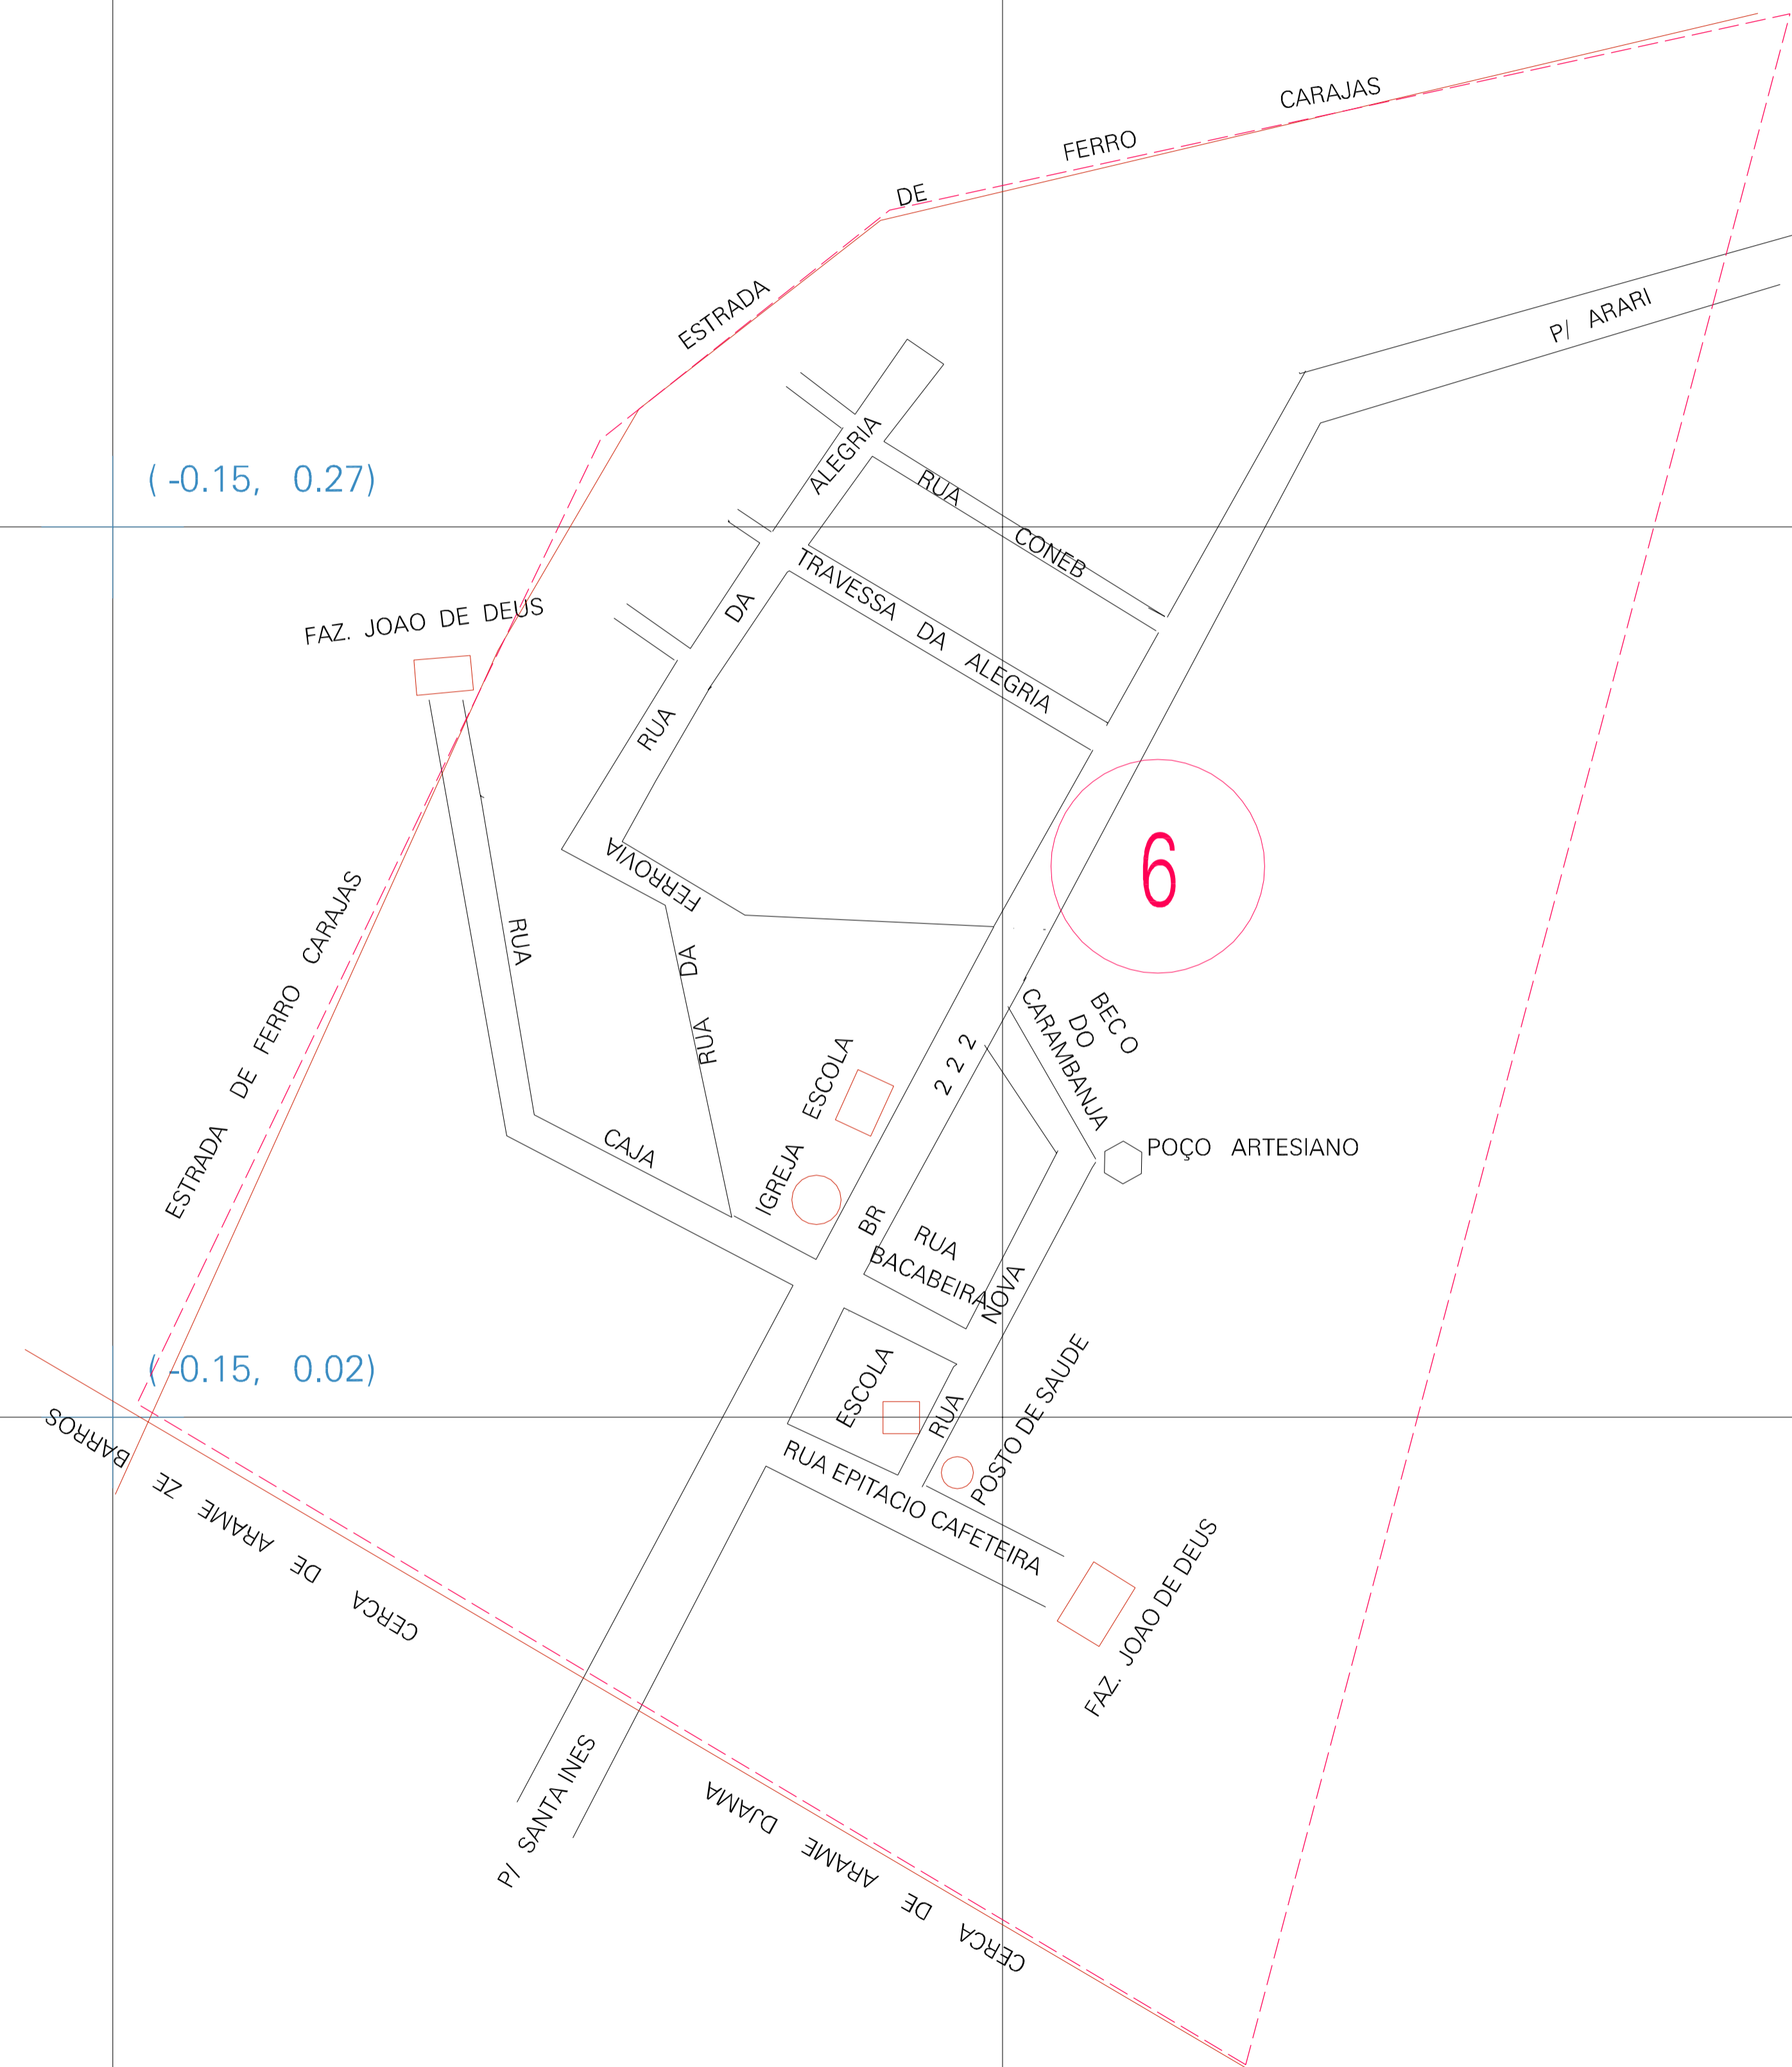 CARAJAS
FERRO
DE
ESTRADA
P/ ARARI
ALEGRIA
DA
RUA
RUA
CONEB
( -0.15, 0.27)
TRAVESSA DA ALEGRIA
FAZ. JOAO DE DEUS
FERROVIA
DA
RUA
6
ESTRADA DE FERRO CARAJAS
RUA
CAJA
BEC O
DO
CARAMBANJA
BR 2 2 2
ESCOLA
IGREJA
POÇO ARTESIANO
RUA
BACABEIRA
RUA NOVA
( -0.15, 0.02)
ESCOLA
POSTO DE SAUDE
RUA EPITACIO CAFETEIRA
FAZ. JOAO DE DEUS
CERCA DE ARAME ZE BARROS
P/ SANTA INES
CERCA DE ARAME DJAMA